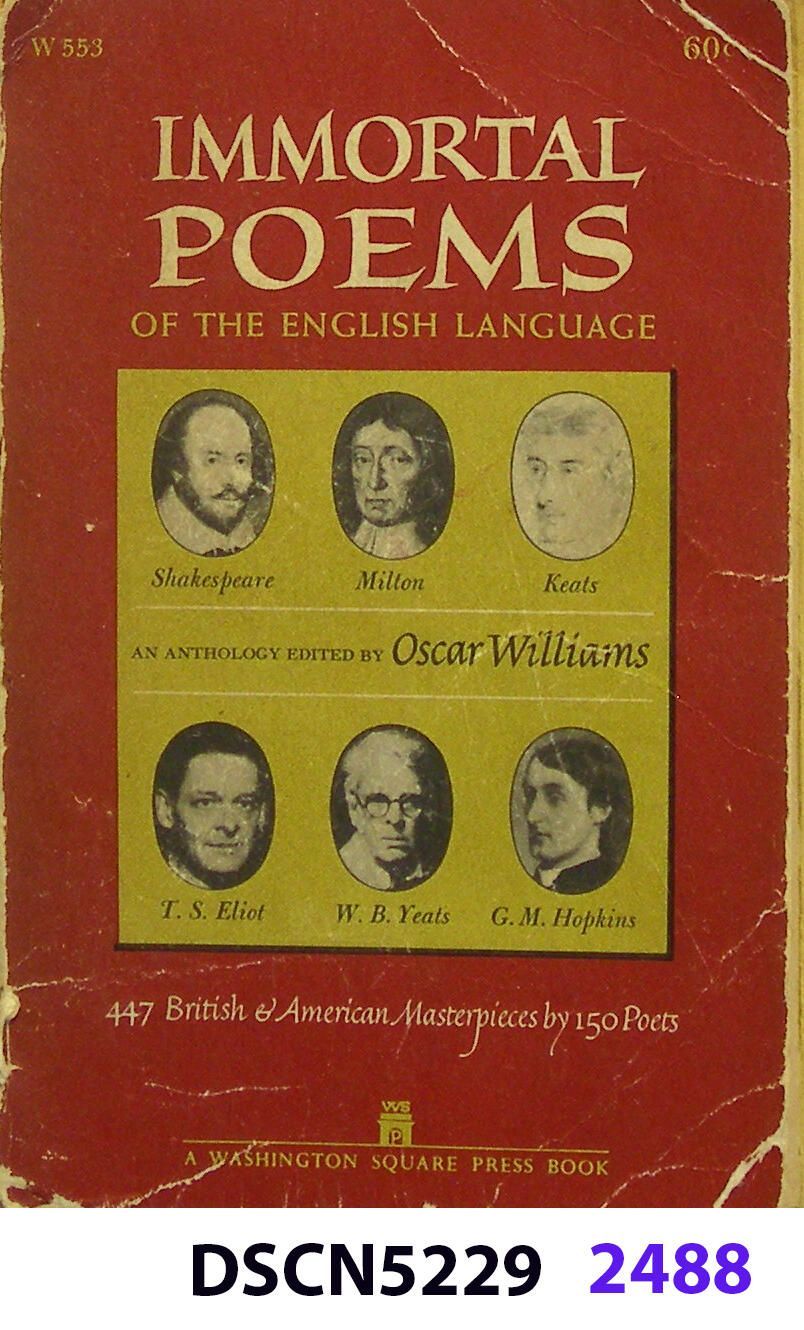 W 553 60¢
IMMORTAL
POEMS
OF THE ENGLISH LANGUAGE
Shakespeare Milton Keats
AN ANTHOLOGY EDITED BY Oscar Williams
T. S. Eliot W. B. Yeats G. M. Hopkins
447 British & American Masterpieces by 150 Poets
WS
P
A WASHINGTON SQUARE PRESS BOOK
DSCN5229 2488